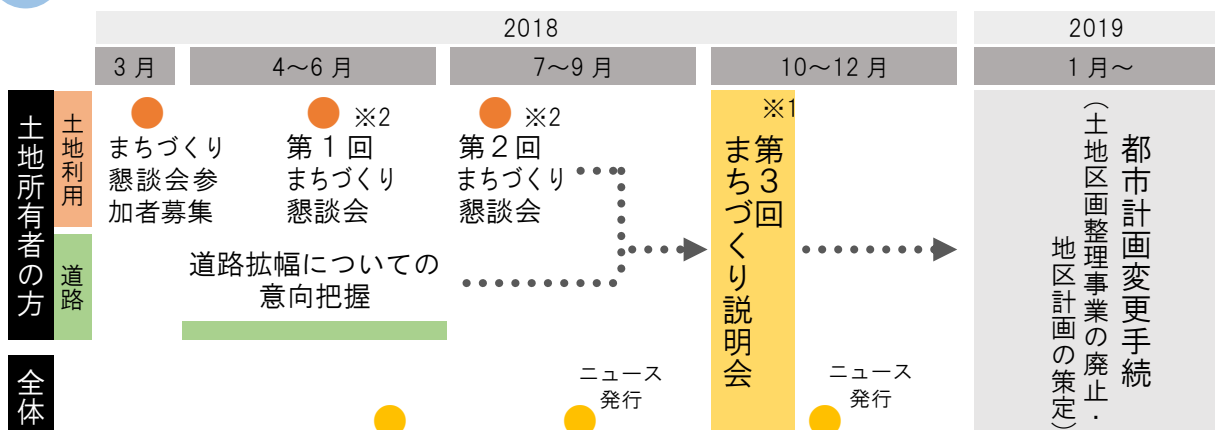 2018
2019
3月
4～6月
7～9月
10～12月
1月～
土地所有者の方
土地利用
まちづくり
懇談会参
加者募集
※2
第1回
まちづくり
懇談会
※2
第2回
まちづくり
懇談会
道路
道路拡幅についての
意向把握
※1
第3回
まちづくり説明会
都市計画変更手続
（土地区画整理事業の廃止・
地区計画の策定）
全体
ニュース
発行
ニュース
発行